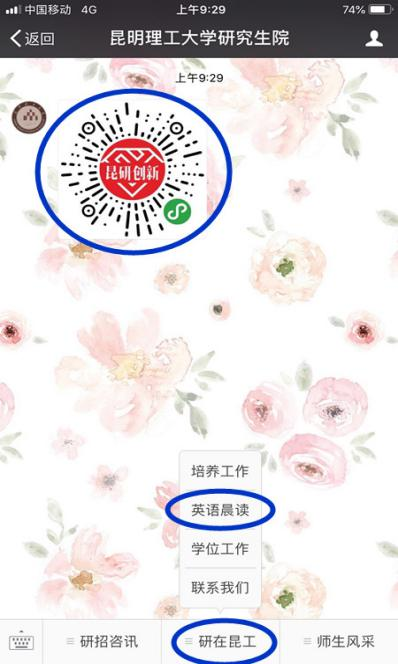 中国移动 4G 上午9:29 74%
返回 昆明理工大学研究生院
上午9:29
昆研创新
培养工作
英语晨读
学位工作
联系我们
研招咨讯 研在昆工 师生风采